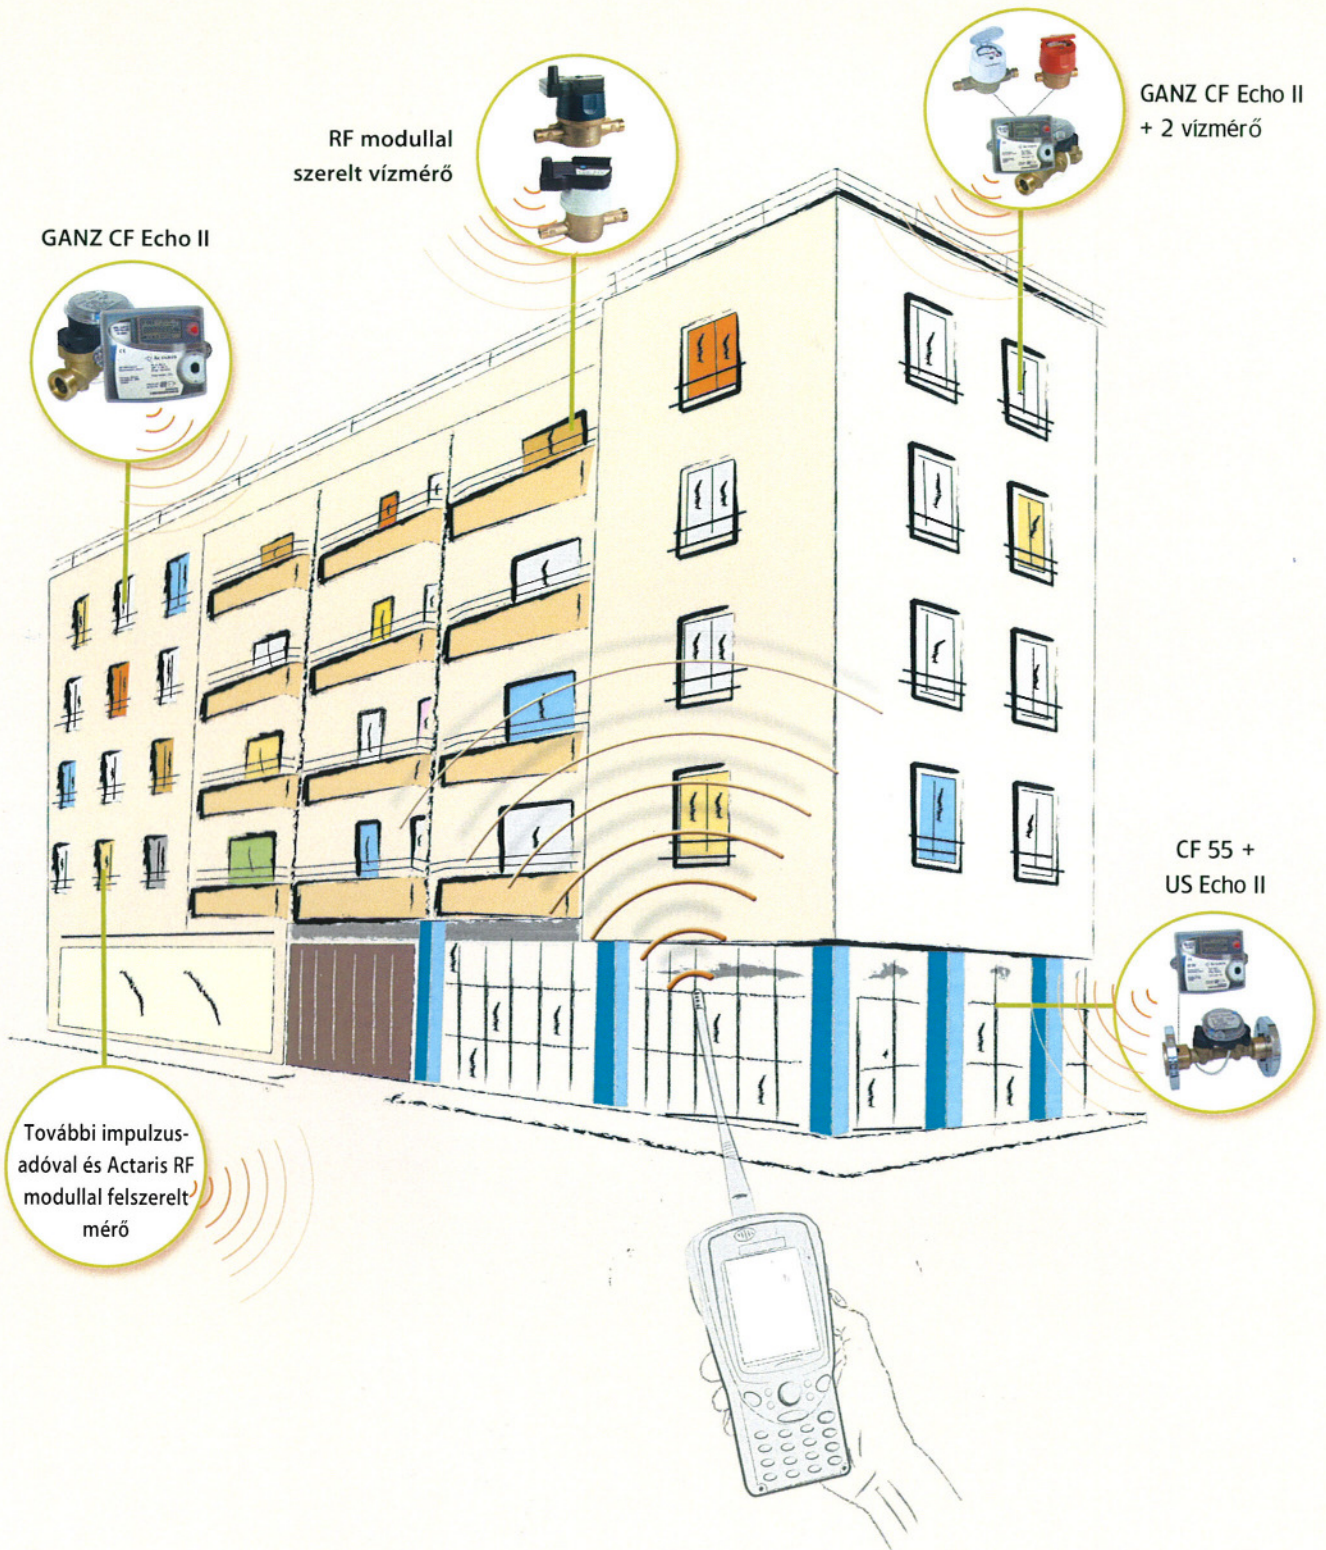 GANZ CF Echo II
+ 2 vízmérő
RF modullal
szerelt vízmérő
GANZ CF Echo II
CF 55 +
US Echo II
További impulzus-
adóval és Actaris RF
modullal felszerelt
mérő